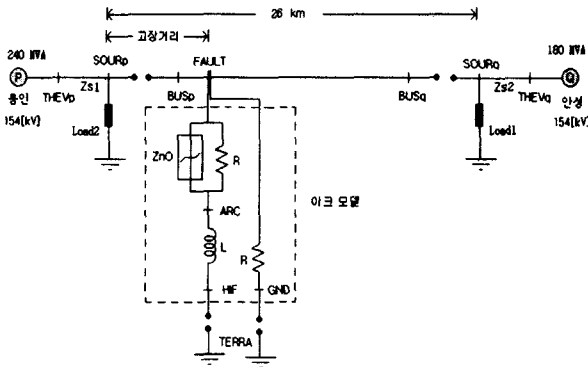 26 km
240 MVA
고장거리
180 MVA
SOURp
FAULT
SOURq
P
Zs1
Zs2
Q
용인
THEVp
BUSp
BUSq
THEVq
안성
154[kV]
Load2
Load1
154[kV]
ZnO
R
아크 모델
ARC
L
R
HIF
GND
TERRA